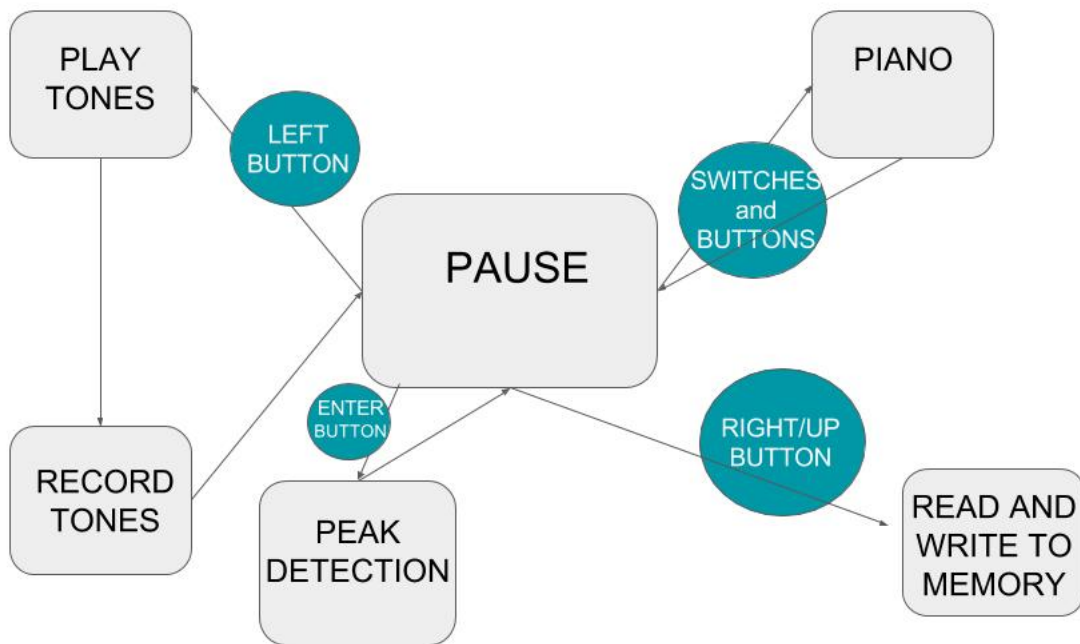 PLAY
TONES
PIANO
LEFT
BUTTON
SWITCHES
and
BUTTONS
PAUSE
ENTER
BUTTON
RIGHT/UP
BUTTON
RECORD
TONES
PEAK
DETECTION
READ AND
WRITE TO
MEMORY